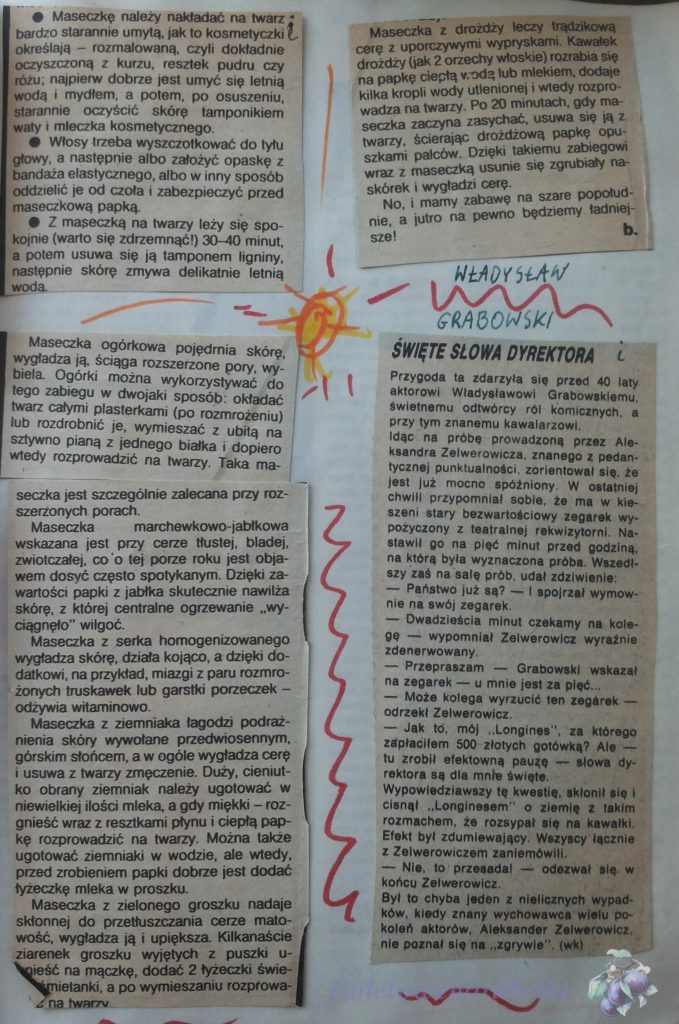 ● Maseczkę należy nakładać na twarz
bardzo starannie umytą, jak to kosmetyczki
określają – rozmalowaną, czyli dokładnie
oczyszczoną z kurzu, resztek pudru czy
różu; najpierw dobrze jest umyć się letnią
wodą i mydłem, a potem, po osuszeniu,
starannie oczyścić skórę tamponikiem
waty i mleczka kosmetycznego.
● Włosy trzeba wyszczotkować do tyłu
głowy, a następnie albo założyć opaskę z
bandaża elastycznego, albo w inny sposób
oddzielić je od czoła i zabezpieczyć przed
maseczkową papką.
● Z maseczką na twarzy leży się spo-
kojnie (warto się zdrzemnąć!) 30–40 minut,
a potem usuwa się ją tamponem ligniny,
następnie skórę zmywa delikatnie letnią
wodą.
Maseczka ogórkowa pojędrnia skórę,
wygładza ją, ściąga rozszerzone pory, wy-
biela. Ogórki można wykorzystywać do
tego zabiegu w dwojaki sposób: okładać
twarz całymi plasterkami (po rozmrożeniu)
lub rozdrobnić je, wymieszać z ubitą na
sztywno pianą z jednego białka i dopiero
wtedy rozprowadzić na twarzy. Taka ma-
seczka jest szczególnie zalecana przy roz-
szerzonych porach.
Maseczka marchewkowo-jabłkowa
wskazana jest przy cerze tłustej, bladej,
zwiotczałej, co o tej porze roku jest obja-
wem dosyć często spotykanym. Dzięki za-
wartości papki z jabłka skutecznie nawilża
skórę, z której centralne ogrzewanie „wy-
ciągnęło" wilgoć.
Maseczka z serka homogenizowanego
wygładza skórę, działa kojąco, a dzięki do-
datkowi, na przykład, miazgi z paru rozmro-
żonych truskawek lub garstki porzeczek –
odżywia witaminowo.
Maseczka z ziemniaka łagodzi podraż-
nienia skóry wywołane przedwiosennym,
górskim słońcem, a w ogóle wygładza cerę
i usuwa z twarzy zmęczenie. Duży, cieniut-
ko obrany ziemniak należy ugotować w
niewielkiej ilości mleka, a gdy miękki – roz-
gnieść wraz z resztkami płynu i ciepłą pap-
kę rozprowadzić na twarzy. Można także
ugotować ziemniaki w wodzie, ale wtedy,
przed zrobieniem papki dobrze jest dodać
łyżeczkę mleka w proszku.
Maseczka z zielonego groszku nadaje
skłonnej do przetłuszczania cerze mato-
wość, wygładza ją i upiększa. Kilkanaście
ziarenek groszku wyjętych z puszki u-
nieść na mączkę, dodać 2 łyżeczki świe-
śmietanki, a po wymieszaniu rozprowa-
na twarzy
Maseczka z drożdży leczy trądzikową
cerę z uporczywymi wypryskami. Kawałek
drożdży (jak 2 orzechy włoskie) rozrabia się
na papkę ciepłą wodą lub mlekiem, dodaje
kilka kropli wody utlenionej i wtedy rozpro-
wadza na twarzy. Po 20 minutach, gdy ma-
seczka zaczyna zasychać, usuwa się ją z
twarzy, ścierając drożdżową papkę opu-
szkami palców. Dzięki takiemu zabiegowi
wraz z maseczką usunie się zgrubiały na-
skórek i wygładzi cerę.
No, i mamy zabawę na szare popołud-
nie, a jutro na pewno będziemy ładniej-
sze!
b.
WŁADYSŁAW
GRABOWSKI
ŚWIĘTE SŁOWA DYREKTORA
Przygoda ta zdarzyła się przed 40 laty
aktorowi Władysławowi Grabowskiemu,
świetnemu odtwórcy ról komicznych, a
przy tym znanemu kawalarzowi.
Idąc na próbę prowadzoną przez Ale-
ksandra Zelwerowicza, znanego z pedan-
tycznej punktualności, zorientował się, że
jest już mocno spóźniony. W ostatniej
chwili przypomniał sobie, że ma w kie-
szeni stary bezwartościowy zegarek wy-
pożyczony z teatralnej rekwizytorni. Na-
stawił go na pięć minut przed godziną,
na którą była wyznaczona próba. Wszedł-
szy zaś na salę prób, udał zdziwienie:
— Państwo już są? — I spojrzał wymow-
nie na swój zegarek.
— Dwadzieścia minut czekamy na kole-
gę — wypomniał Zelwerowicz wyraźnie
zdenerwowany.
— Przepraszam — Grabowski wskazał
na zegarek — u mnie jest za pięć...
— Może kolega wyrzucić ten zegarek —
odrzekł Zelwerowicz.
— Jak to, mój „Longines", za którego
zapłaciłem 500 złotych gotówką? Ale —
tu zrobił efektowną pauzę — słowa dy-
rektora są dla mnie święte.
Wypowiedziawszy tę kwestię, skłonił się i
cisnął „Longinesem" o ziemię z takim
rozmachem, że rozsypał się na kawałki.
Efekt był zdumiewający. Wszyscy łącznie
z Zelwerowiczem zaniemówili.
— Nie, to przesada! — odezwał się w
końcu Zelwerowicz.
Był to chyba jeden z nielicznych wypad-
ków, kiedy znany wychowawca wielu po-
koleń aktorów, Aleksander Zelwerowicz,
nie poznał się na „zgrywie". (wk)